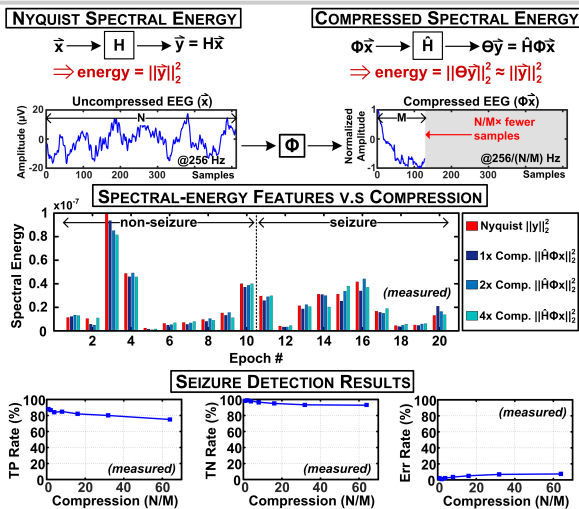 NYQUIST SPECTRAL ENERGY
x⃗ → H → y⃗ = Hx⃗
⇒ energy = ||y⃗||₂²
COMPRESSED SPECTRAL ENERGY
Φx⃗ → Ĥ → Θy⃗ = ĤΦx⃗
⇒ energy = ||Θy⃗||₂² ≈ ||y⃗||₂²
Uncompressed EEG (x⃗)
Amplitude (μV)
20
0
-20
N
@256 Hz
0 100 200 300 Samples
Φ
Compressed EEG (Φx⃗)
Normalized
Amplitude
1
0
-1
M
N/M× fewer
samples
@256/(N/M) Hz
0 100 200 300 Samples
SPECTRAL-ENERGY FEATURES V.S COMPRESSION
x10⁻⁷
Spectral Energy
1
0.8
0.6
0.4
0.2
0
non-seizure
seizure
(measured)
2 4 6 8 10 12 14 16 18 20
Epoch #
Nyquist ||y||₂²
1x Comp. ||ĤΦx||₂²
2x Comp. ||ĤΦx||₂²
4x Comp. ||ĤΦx||₂²
SEIZURE DETECTION RESULTS
TP Rate (%)
100
80
60
40
20
0
(measured)
0 20 40 60
Compression (N/M)
TN Rate (%)
100
80
60
40
20
0
(measured)
0 20 40 60
Compression (N/M)
Err Rate (%)
100
80
60
40
20
0
(measured)
0 20 40 60
Compression (N/M)